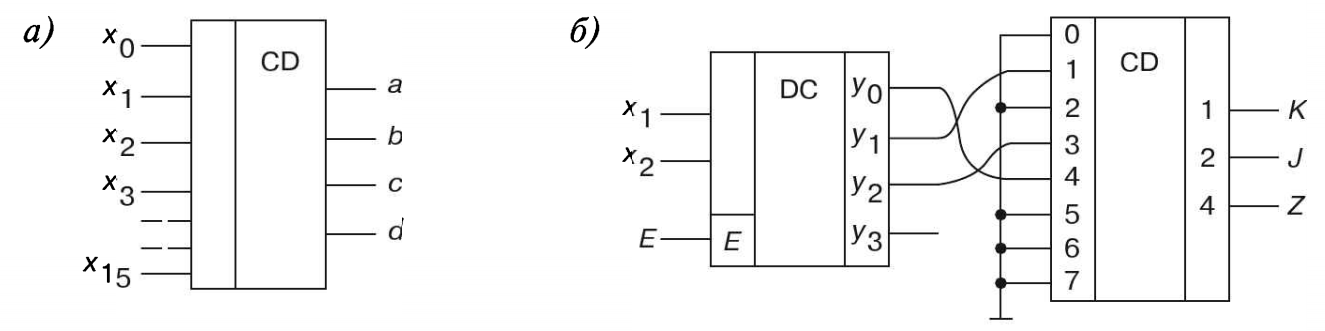 а)
x0
x1
x2
x3
x15
CD
a
b
c
d
б)
x1
x2
E
E
DC
y0
y1
y2
y3
0
1
2
3
4
5
6
7
CD
1
2
4
K
J
Z